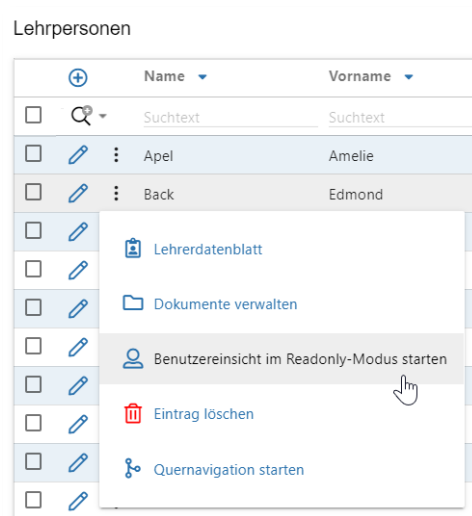 Lehrpersonen
Name Vorname
Suchtext Suchtext
Apel Amelie
Back Edmond
Lehrerdatenblatt
Dokumente verwalten
Benutzereinsicht im Readonly-Modus starten
Eintrag löschen
Quernavigation starten